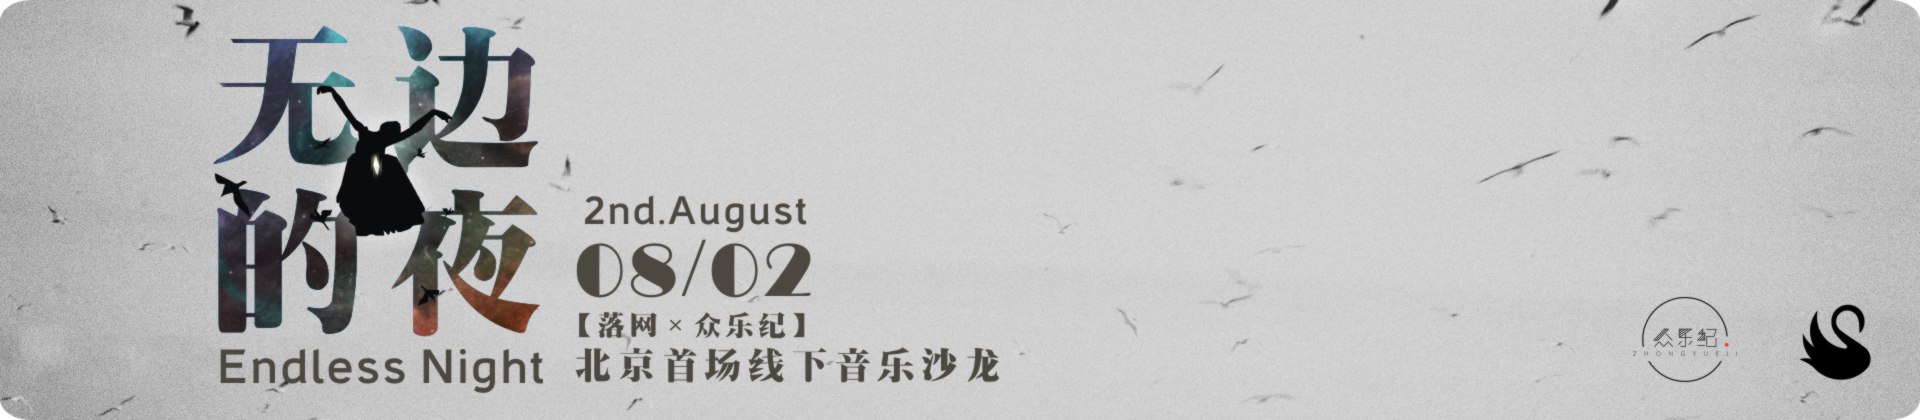 无边
的夜
Endless Night
2nd.August
08/02
【落网×众乐纪】
北京首场线下音乐沙龙
众乐纪
ZHONGYUEJI